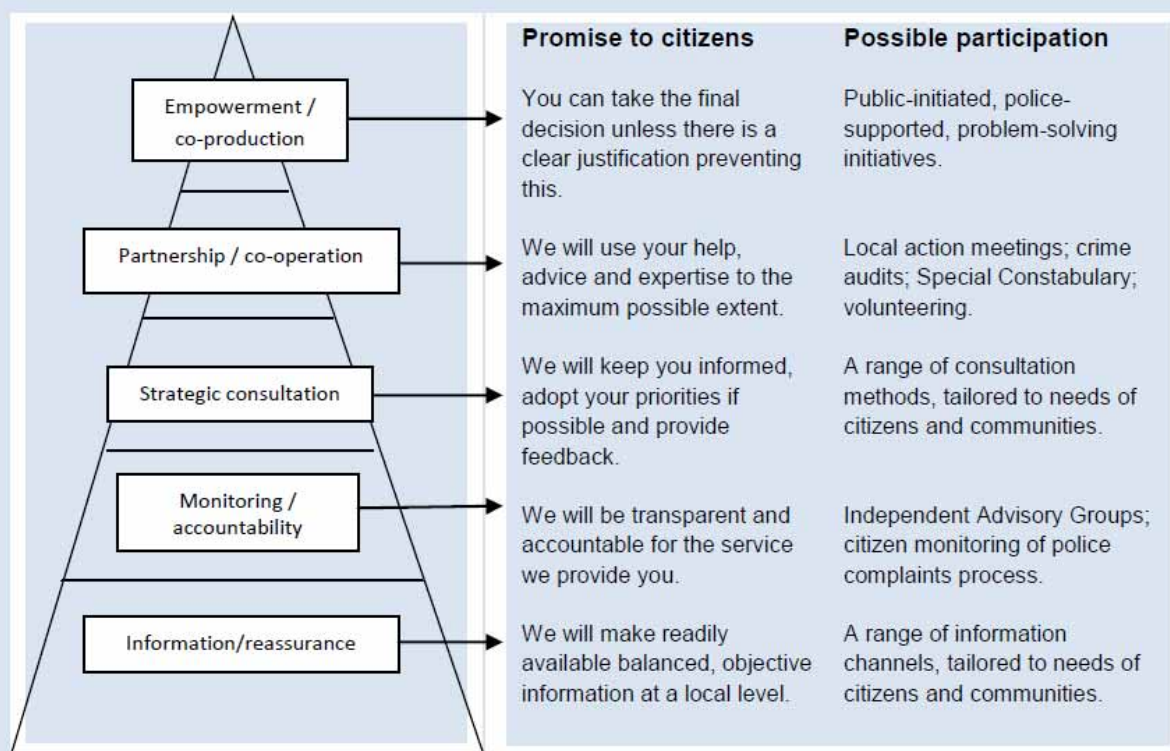 Promise to citizens
Possible participation
Empowerment /
co-production
You can take the final
decision unless there is a
clear justification preventing
this.
Public-initiated, police-
supported, problem-solving
initiatives.
Partnership / co-operation
We will use your help,
advice and expertise to the
maximum possible extent.
Local action meetings; crime
audits; Special Constabulary;
volunteering.
Strategic consultation
We will keep you informed,
adopt your priorities if
possible and provide
feedback.
A range of consultation
methods, tailored to needs of
citizens and communities.
Monitoring /
accountability
We will be transparent and
accountable for the service
we provide you.
Independent Advisory Groups;
citizen monitoring of police
complaints process.
Information/reassurance
We will make readily
available balanced, objective
information at a local level.
A range of information
channels, tailored to needs of
citizens and communities.